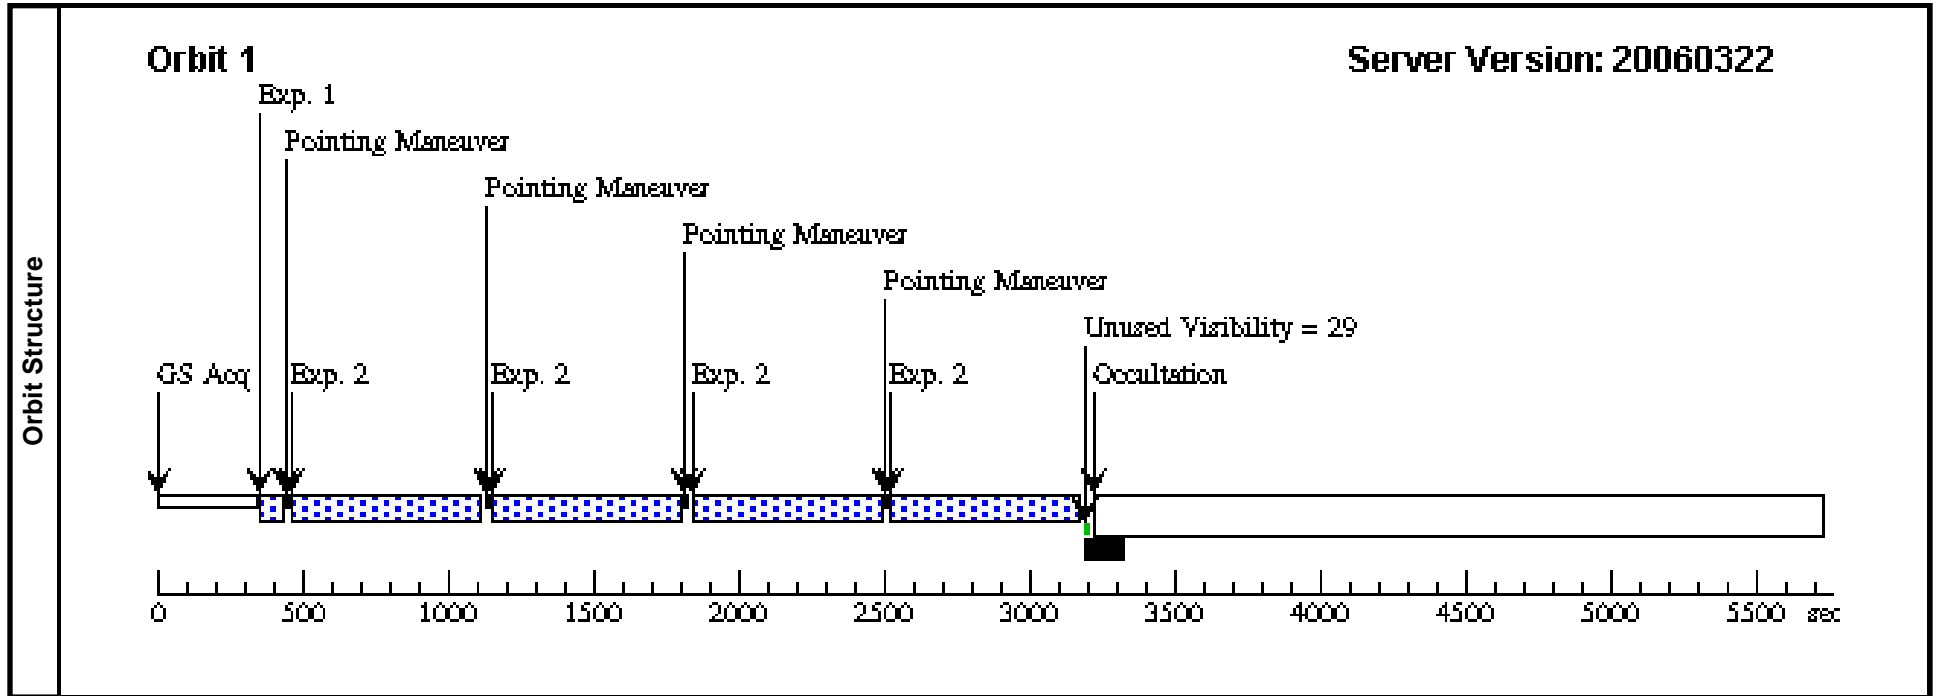 Orbit Structure
Orbit 1
Server Version: 20060322
Exp. 1
Pointing Maneuver
Pointing Maneuver
Pointing Maneuver
Pointing Maneuver
Unused Visibility = 29
GS Acq
Exp. 2
Exp. 2
Exp. 2
Exp. 2
Occultation
0 500 1000 1500 2000 2500 3000 3500 4000 4500 5000 5500 sec